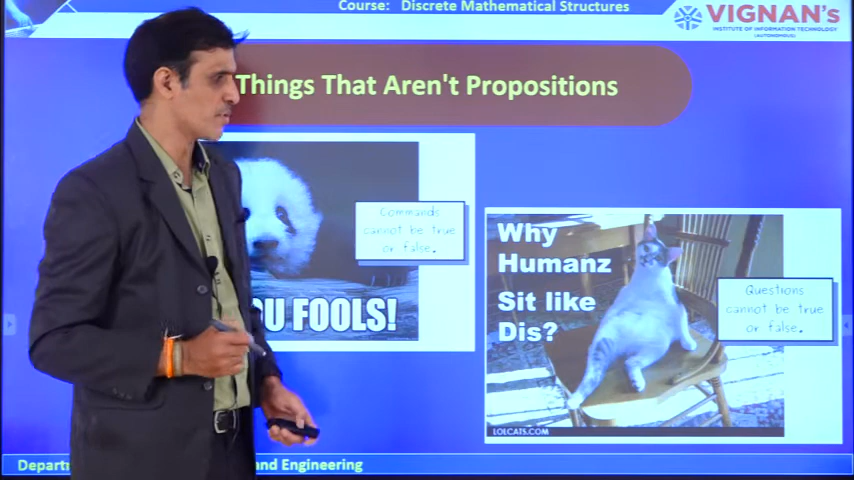 Course: Discrete Mathematical Structures
VIGNAN's
INSTITUTE OF INFORMATION TECHNOLOGY
(AUTONOMOUS)
Things That Aren't Propositions
Commands
cannot be true
or false.
U FOOLS!
Why
Humanz
Sit like
Dis?
Questions
cannot be true
or false.
LOLCATS.COM
Depart
and Engineering